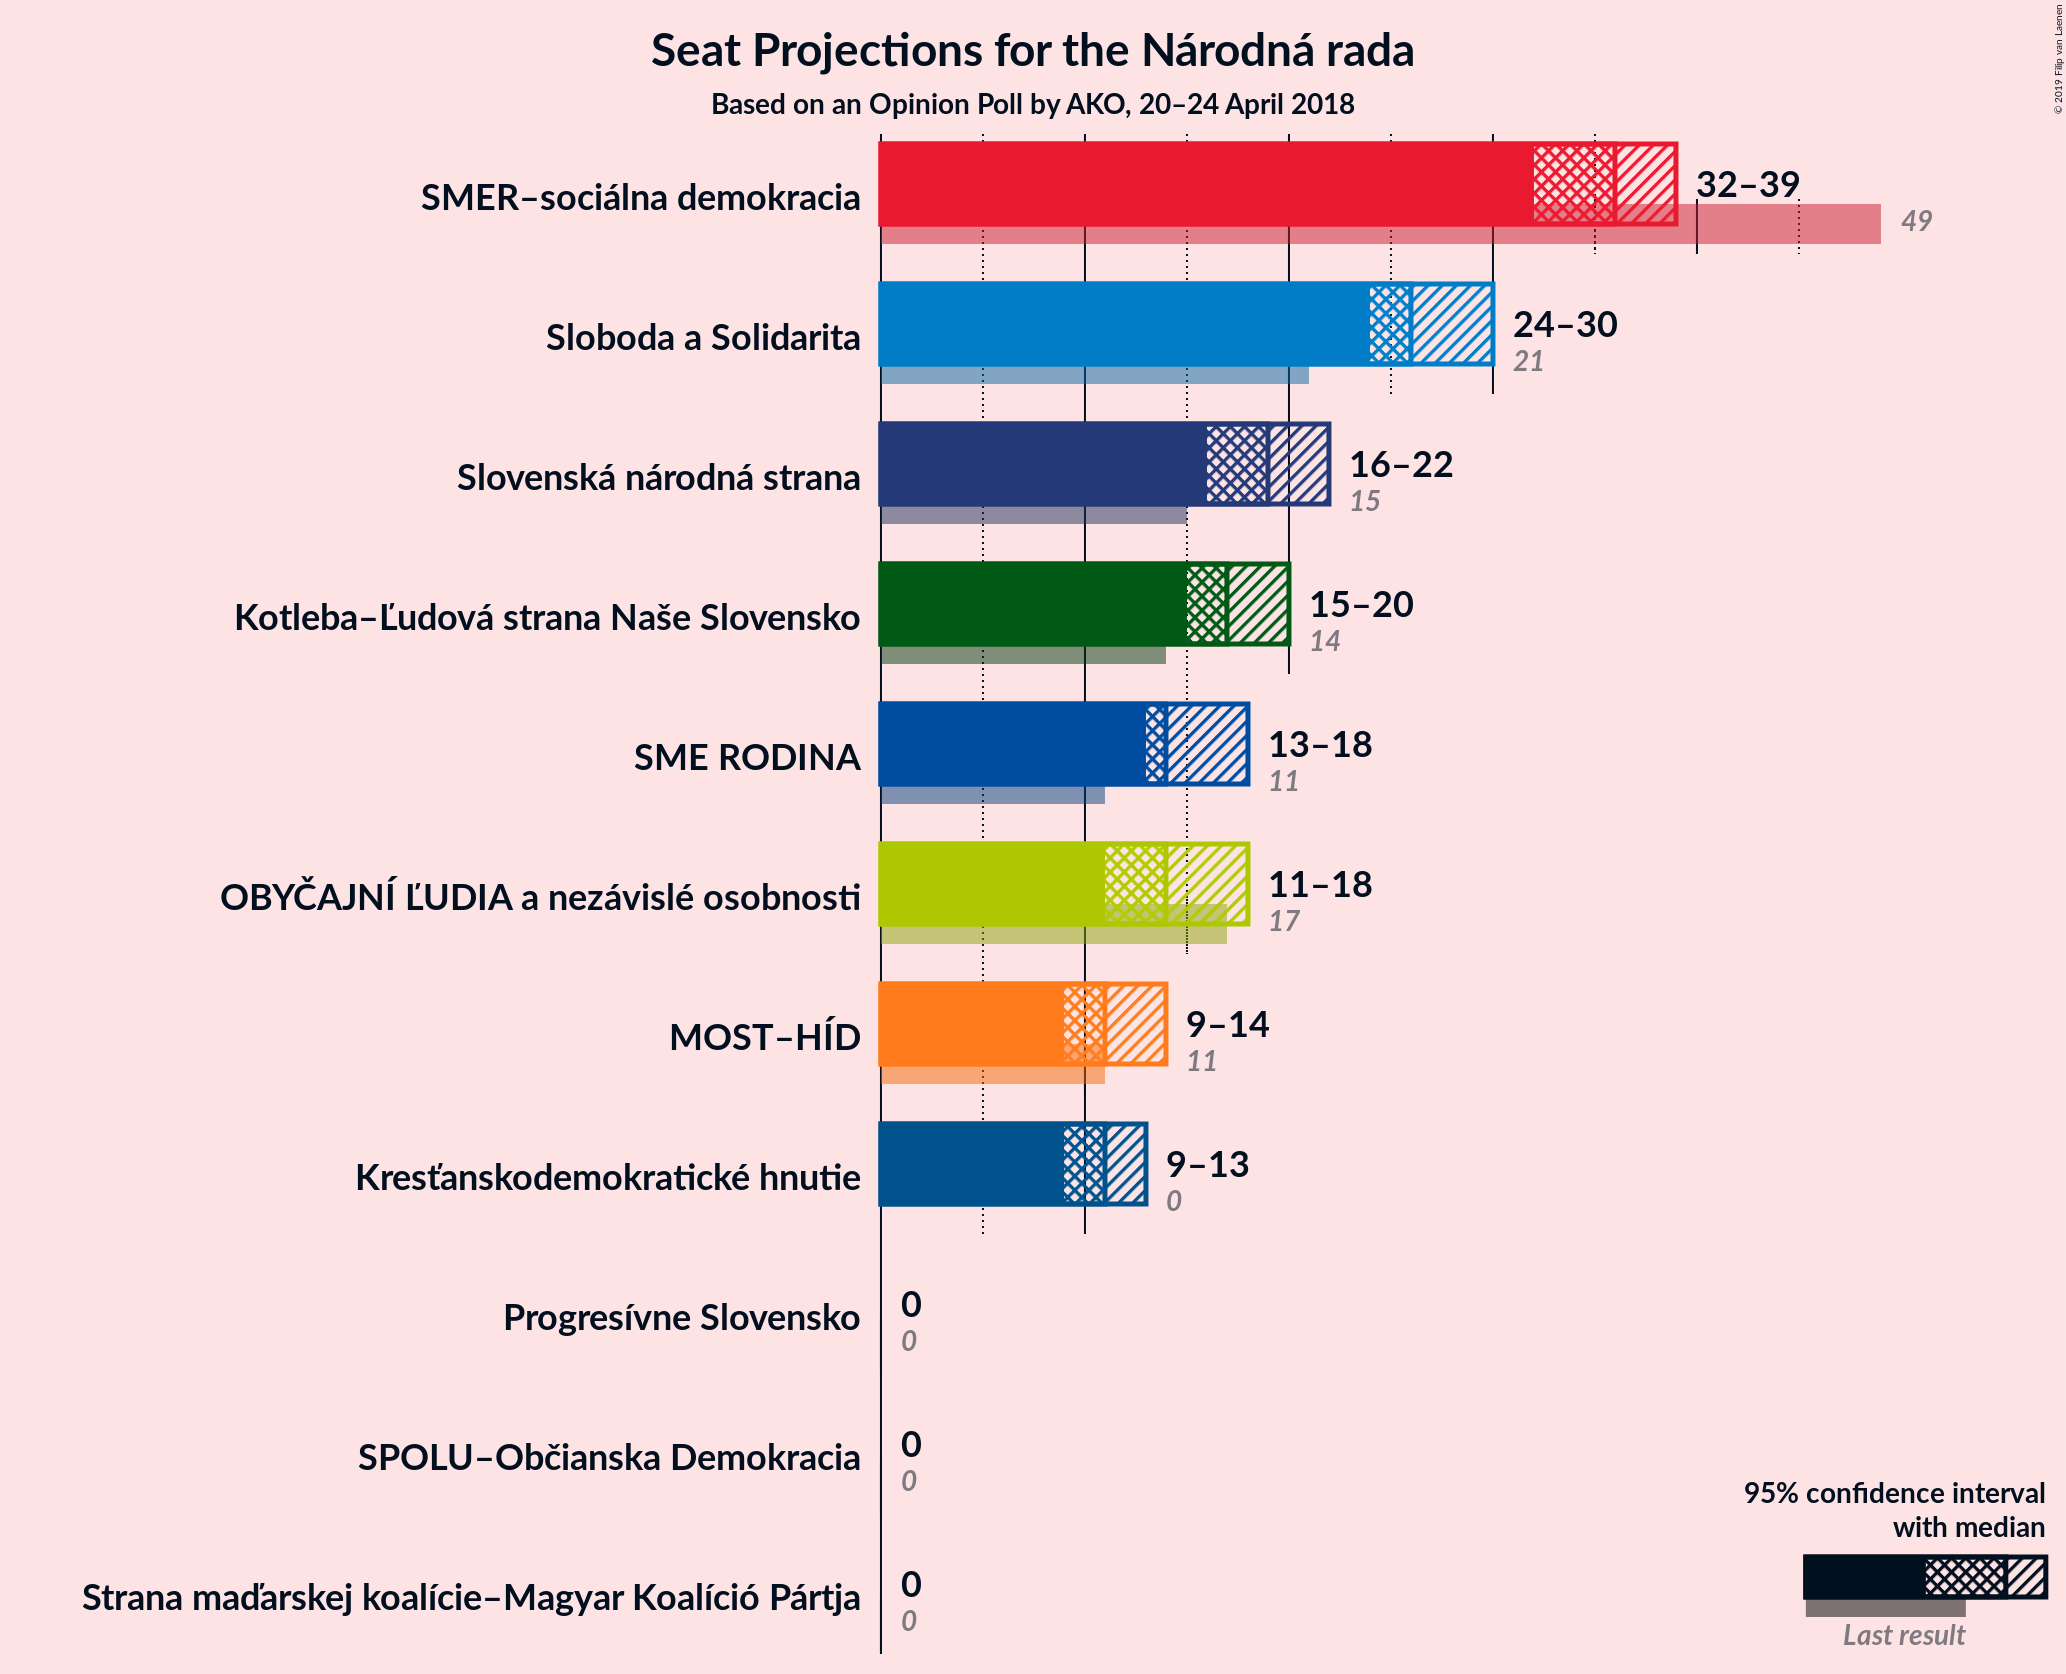 Seat Projections for the Národná rada
Based on an Opinion Poll by AKO, 20–24 April 2018
© 2019 Filip van Laenen
SMER–sociálna demokracia
32–39
49
Sloboda a Solidarita
24–30
21
Slovenská národná strana
16–22
15
Kotleba–Ľudová strana Naše Slovensko
15–20
14
SME RODINA
13–18
11
OBYČAJNÍ ĽUDIA a nezávislé osobnosti
11–18
17
MOST–HÍD
9–14
11
Kresťanskodemokratické hnutie
9–13
0
Progresívne Slovensko
0
0
SPOLU–Občianska Demokracia
0
0
Strana maďarskej koalície–Magyar Koalíció Pártja
0
0
95% confidence interval
with median
Last result